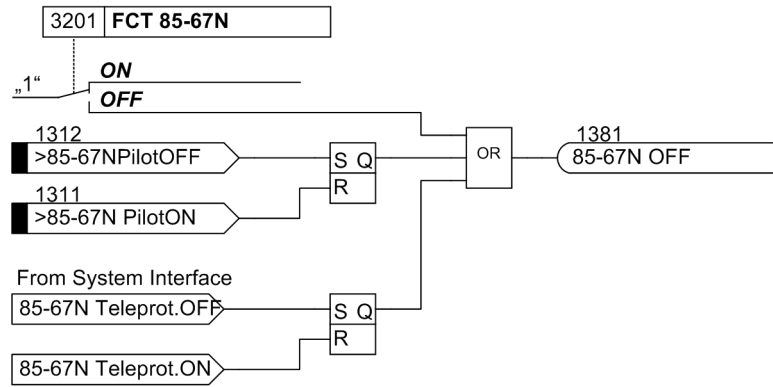 3201 FCT 85-67N
ON
„1“
OFF
1312
>85-67NPilotOFF
S Q
R
OR
1381
85-67N OFF
1311
>85-67N PilotON
From System Interface
85-67N Teleprot.OFF
S Q
R
85-67N Teleprot.ON